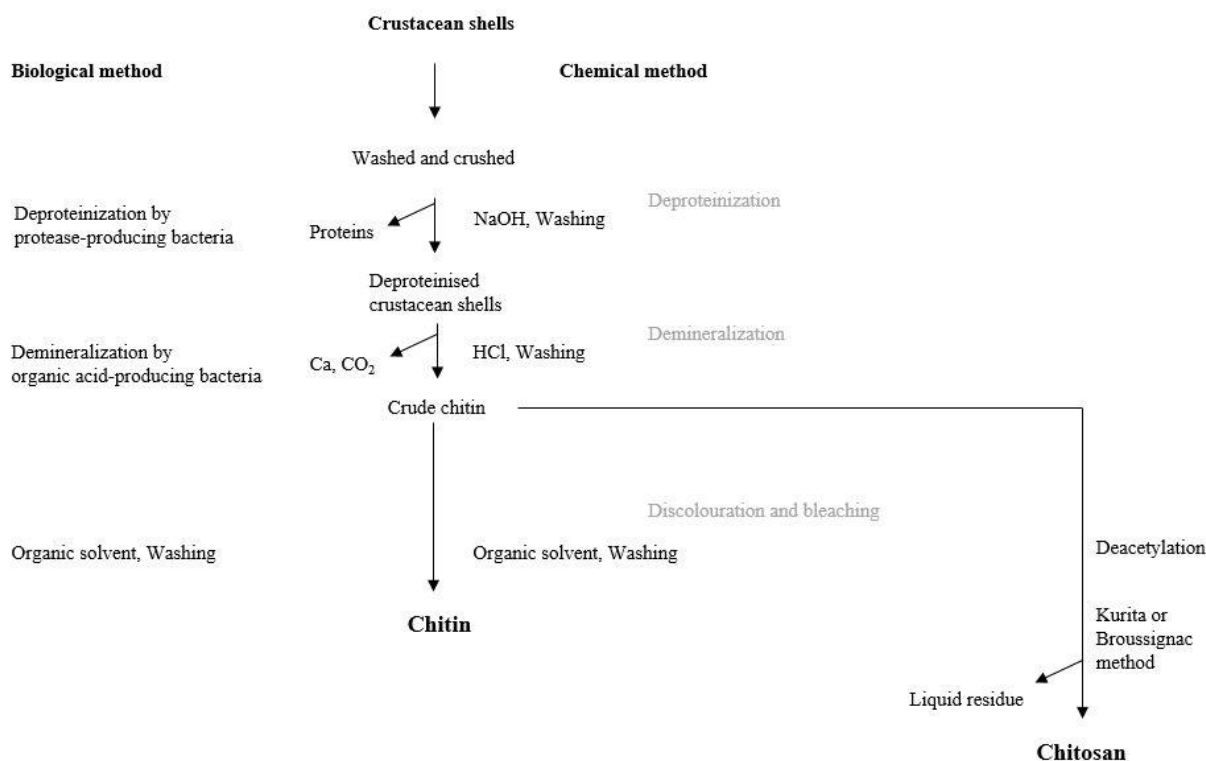 Crustacean shells
Biological method
Chemical method
Washed and crushed
Deproteinization by
protease-producing bacteria
Proteins
NaOH, Washing
Deproteinization
Deproteinised
crustacean shells
Demineralization by
organic acid-producing bacteria
Ca, CO₂
HCl, Washing
Demineralization
Crude chitin
Discolouration and bleaching
Organic solvent, Washing
Organic solvent, Washing
Deacetylation
Chitin
Kurita or
Broussignac
method
Liquid residue
Chitosan